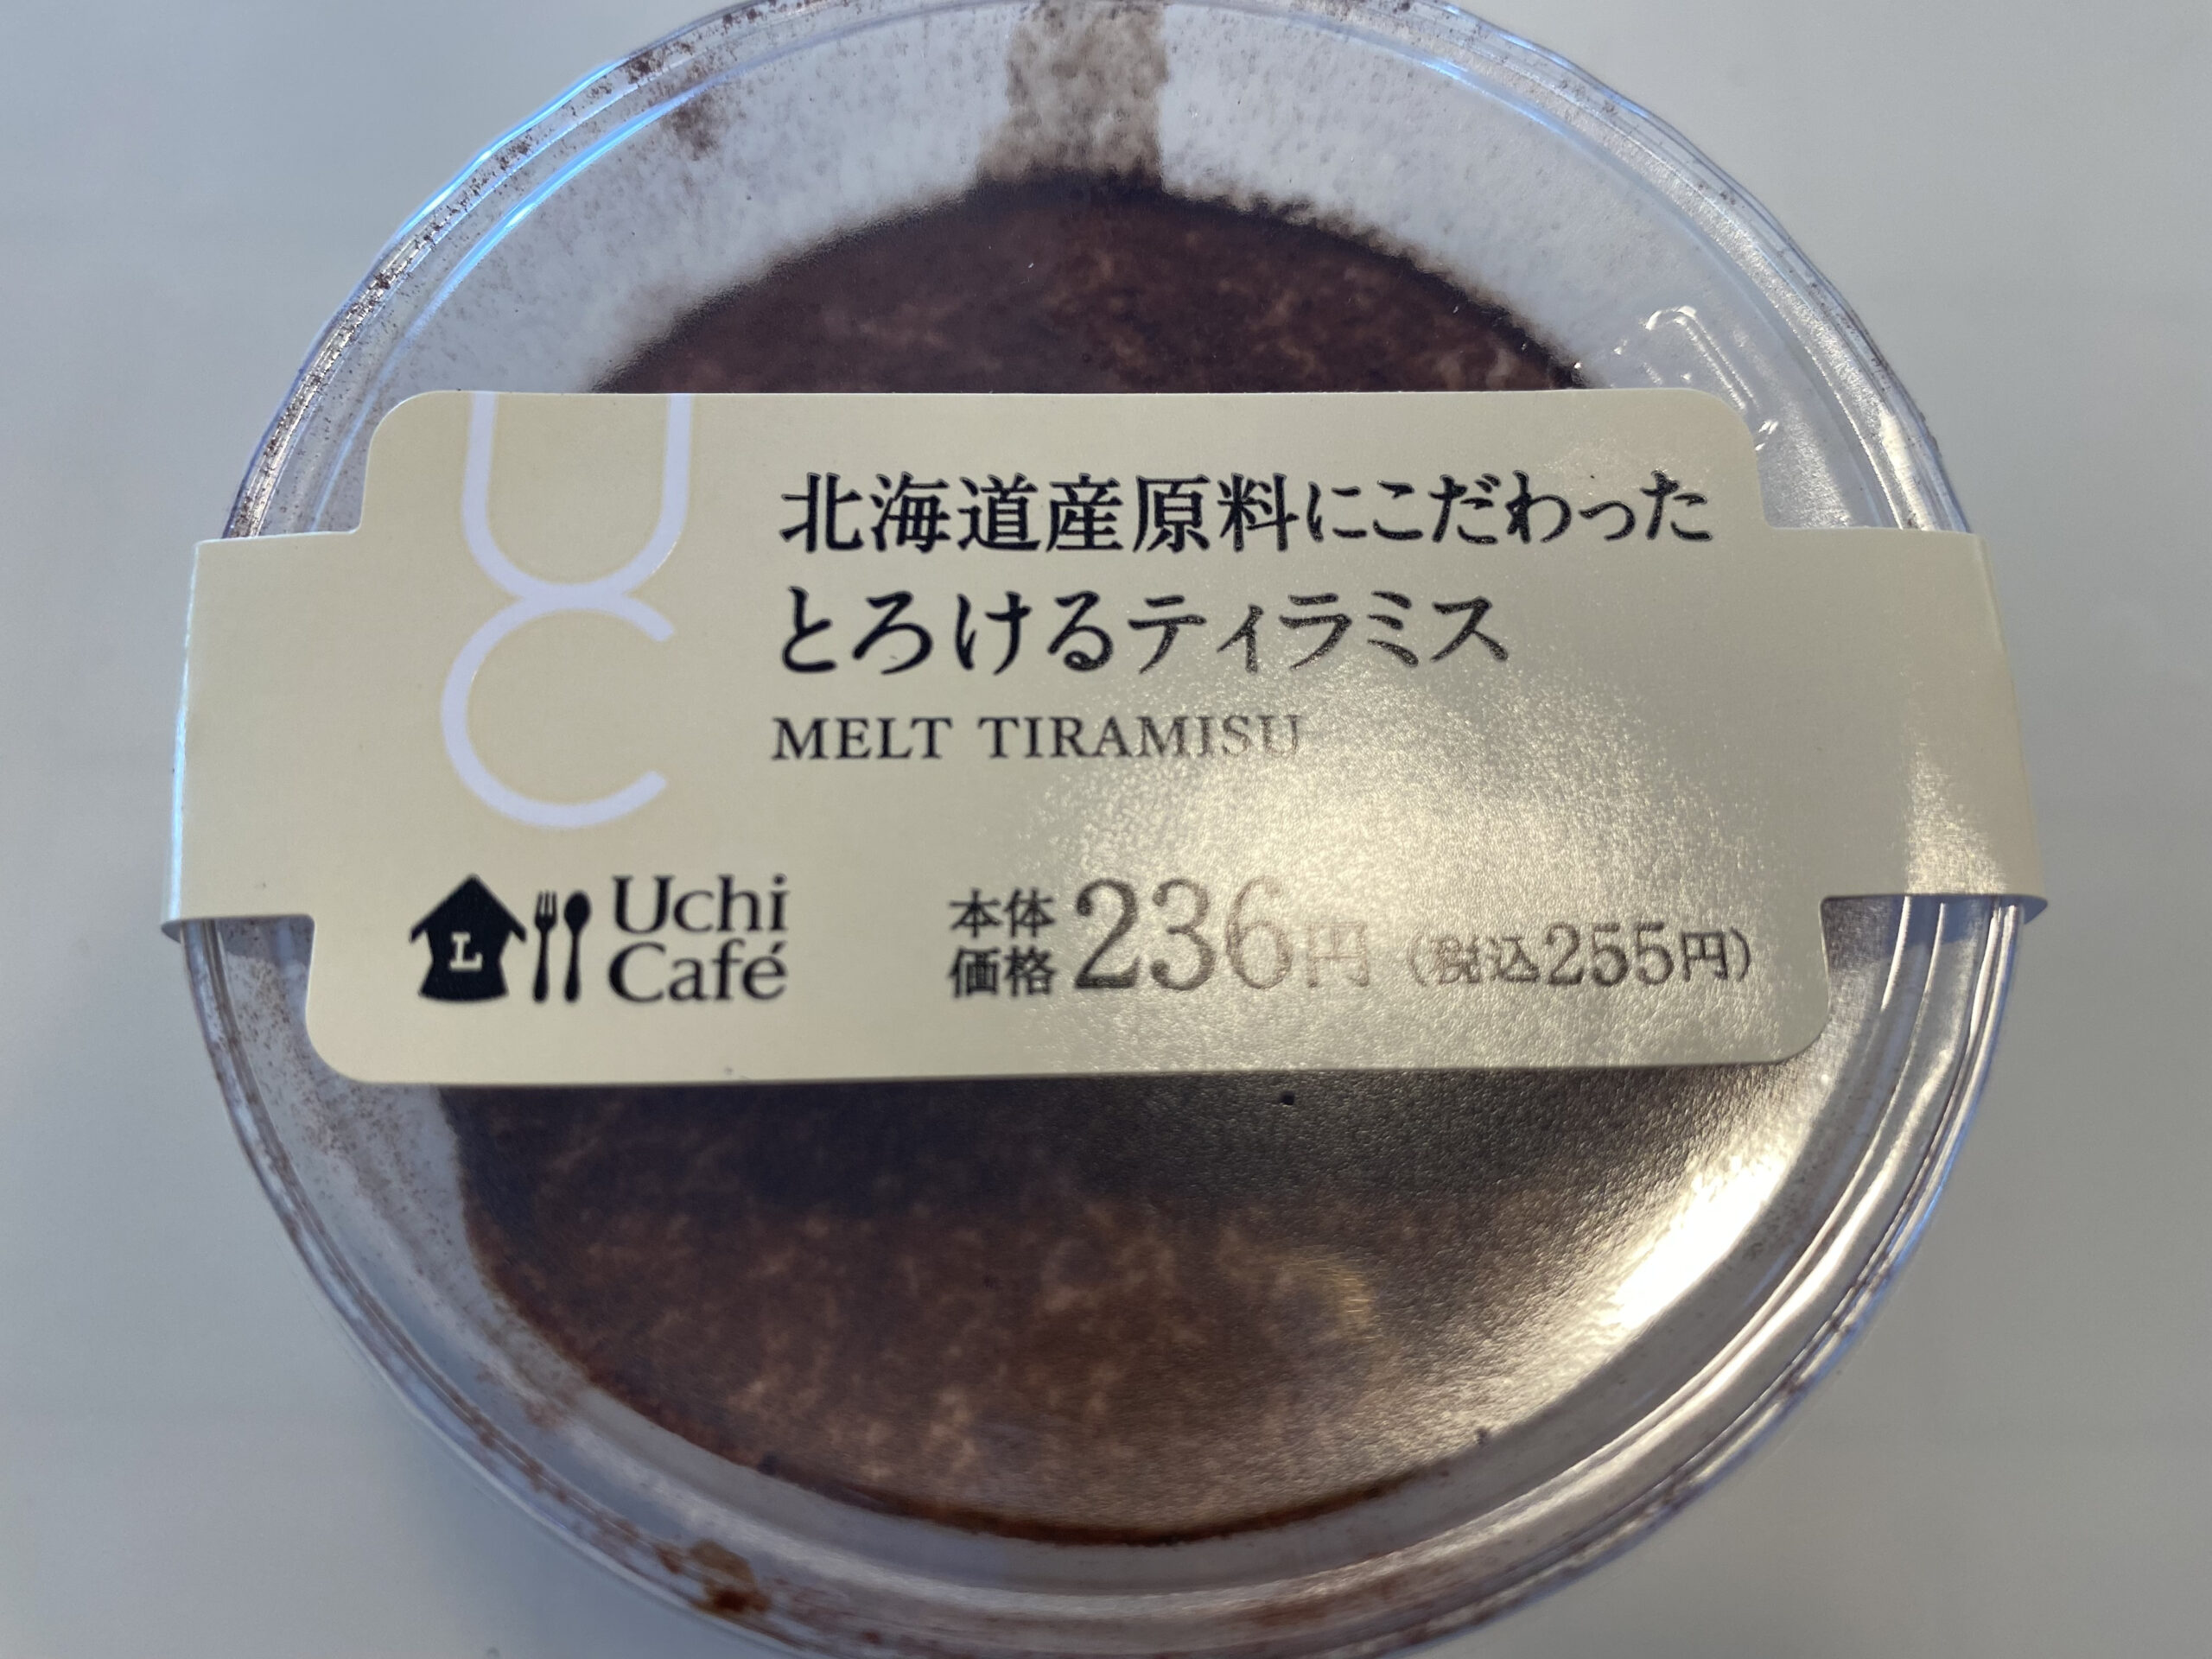 UC
北海道産原料にこだわった
とろけるティラミス
MELT TIRAMISU
L
Uchi
Café
本体
価格 236円 (税込255円)